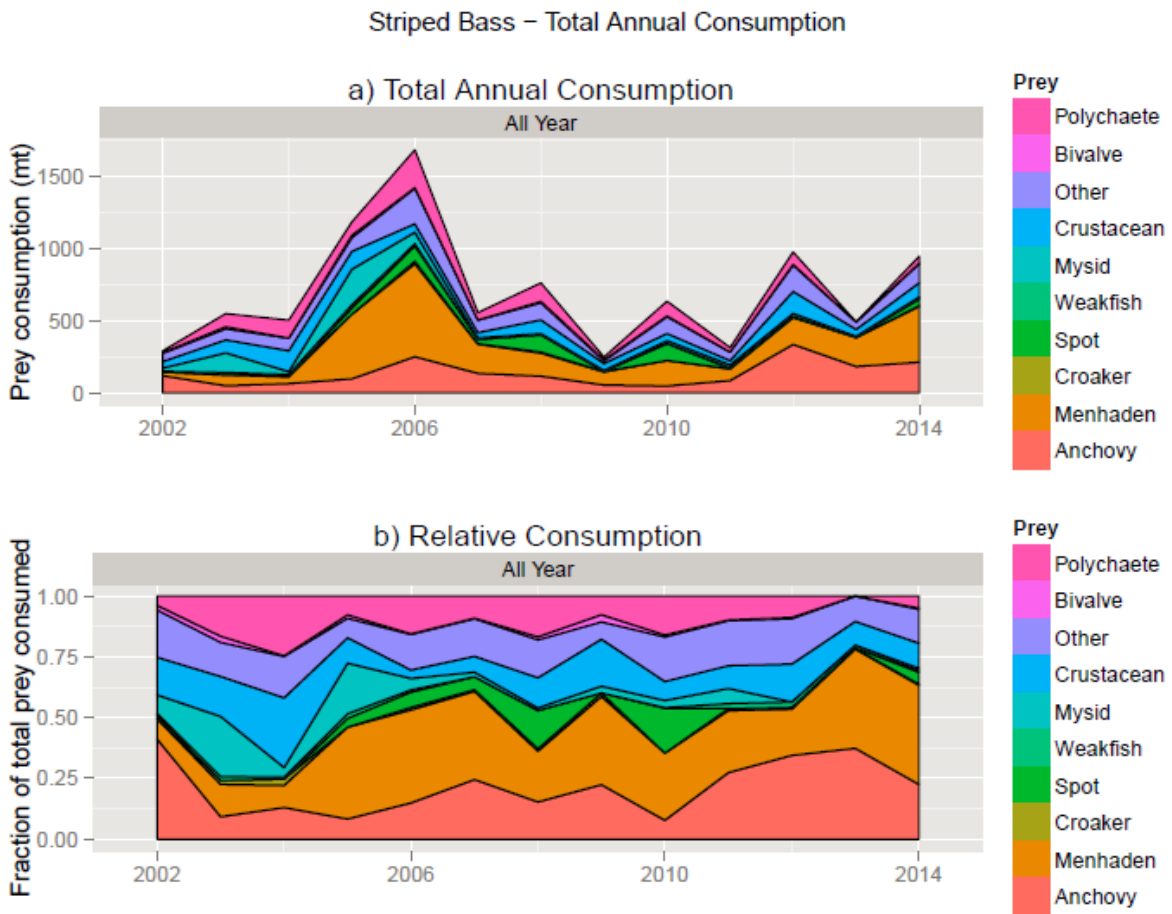 Striped Bass − Total Annual Consumption
a) Total Annual Consumption
All Year
Prey consumption (mt)
1500
1000
500
0
2002
2006
2010
2014
Prey
Polychaete
Bivalve
Other
Crustacean
Mysid
Weakfish
Spot
Croaker
Menhaden
Anchovy
b) Relative Consumption
All Year
Fraction of total prey consumed
1.00
0.75
0.50
0.25
0.00
2002
2006
2010
2014
Prey
Polychaete
Bivalve
Other
Crustacean
Mysid
Weakfish
Spot
Croaker
Menhaden
Anchovy